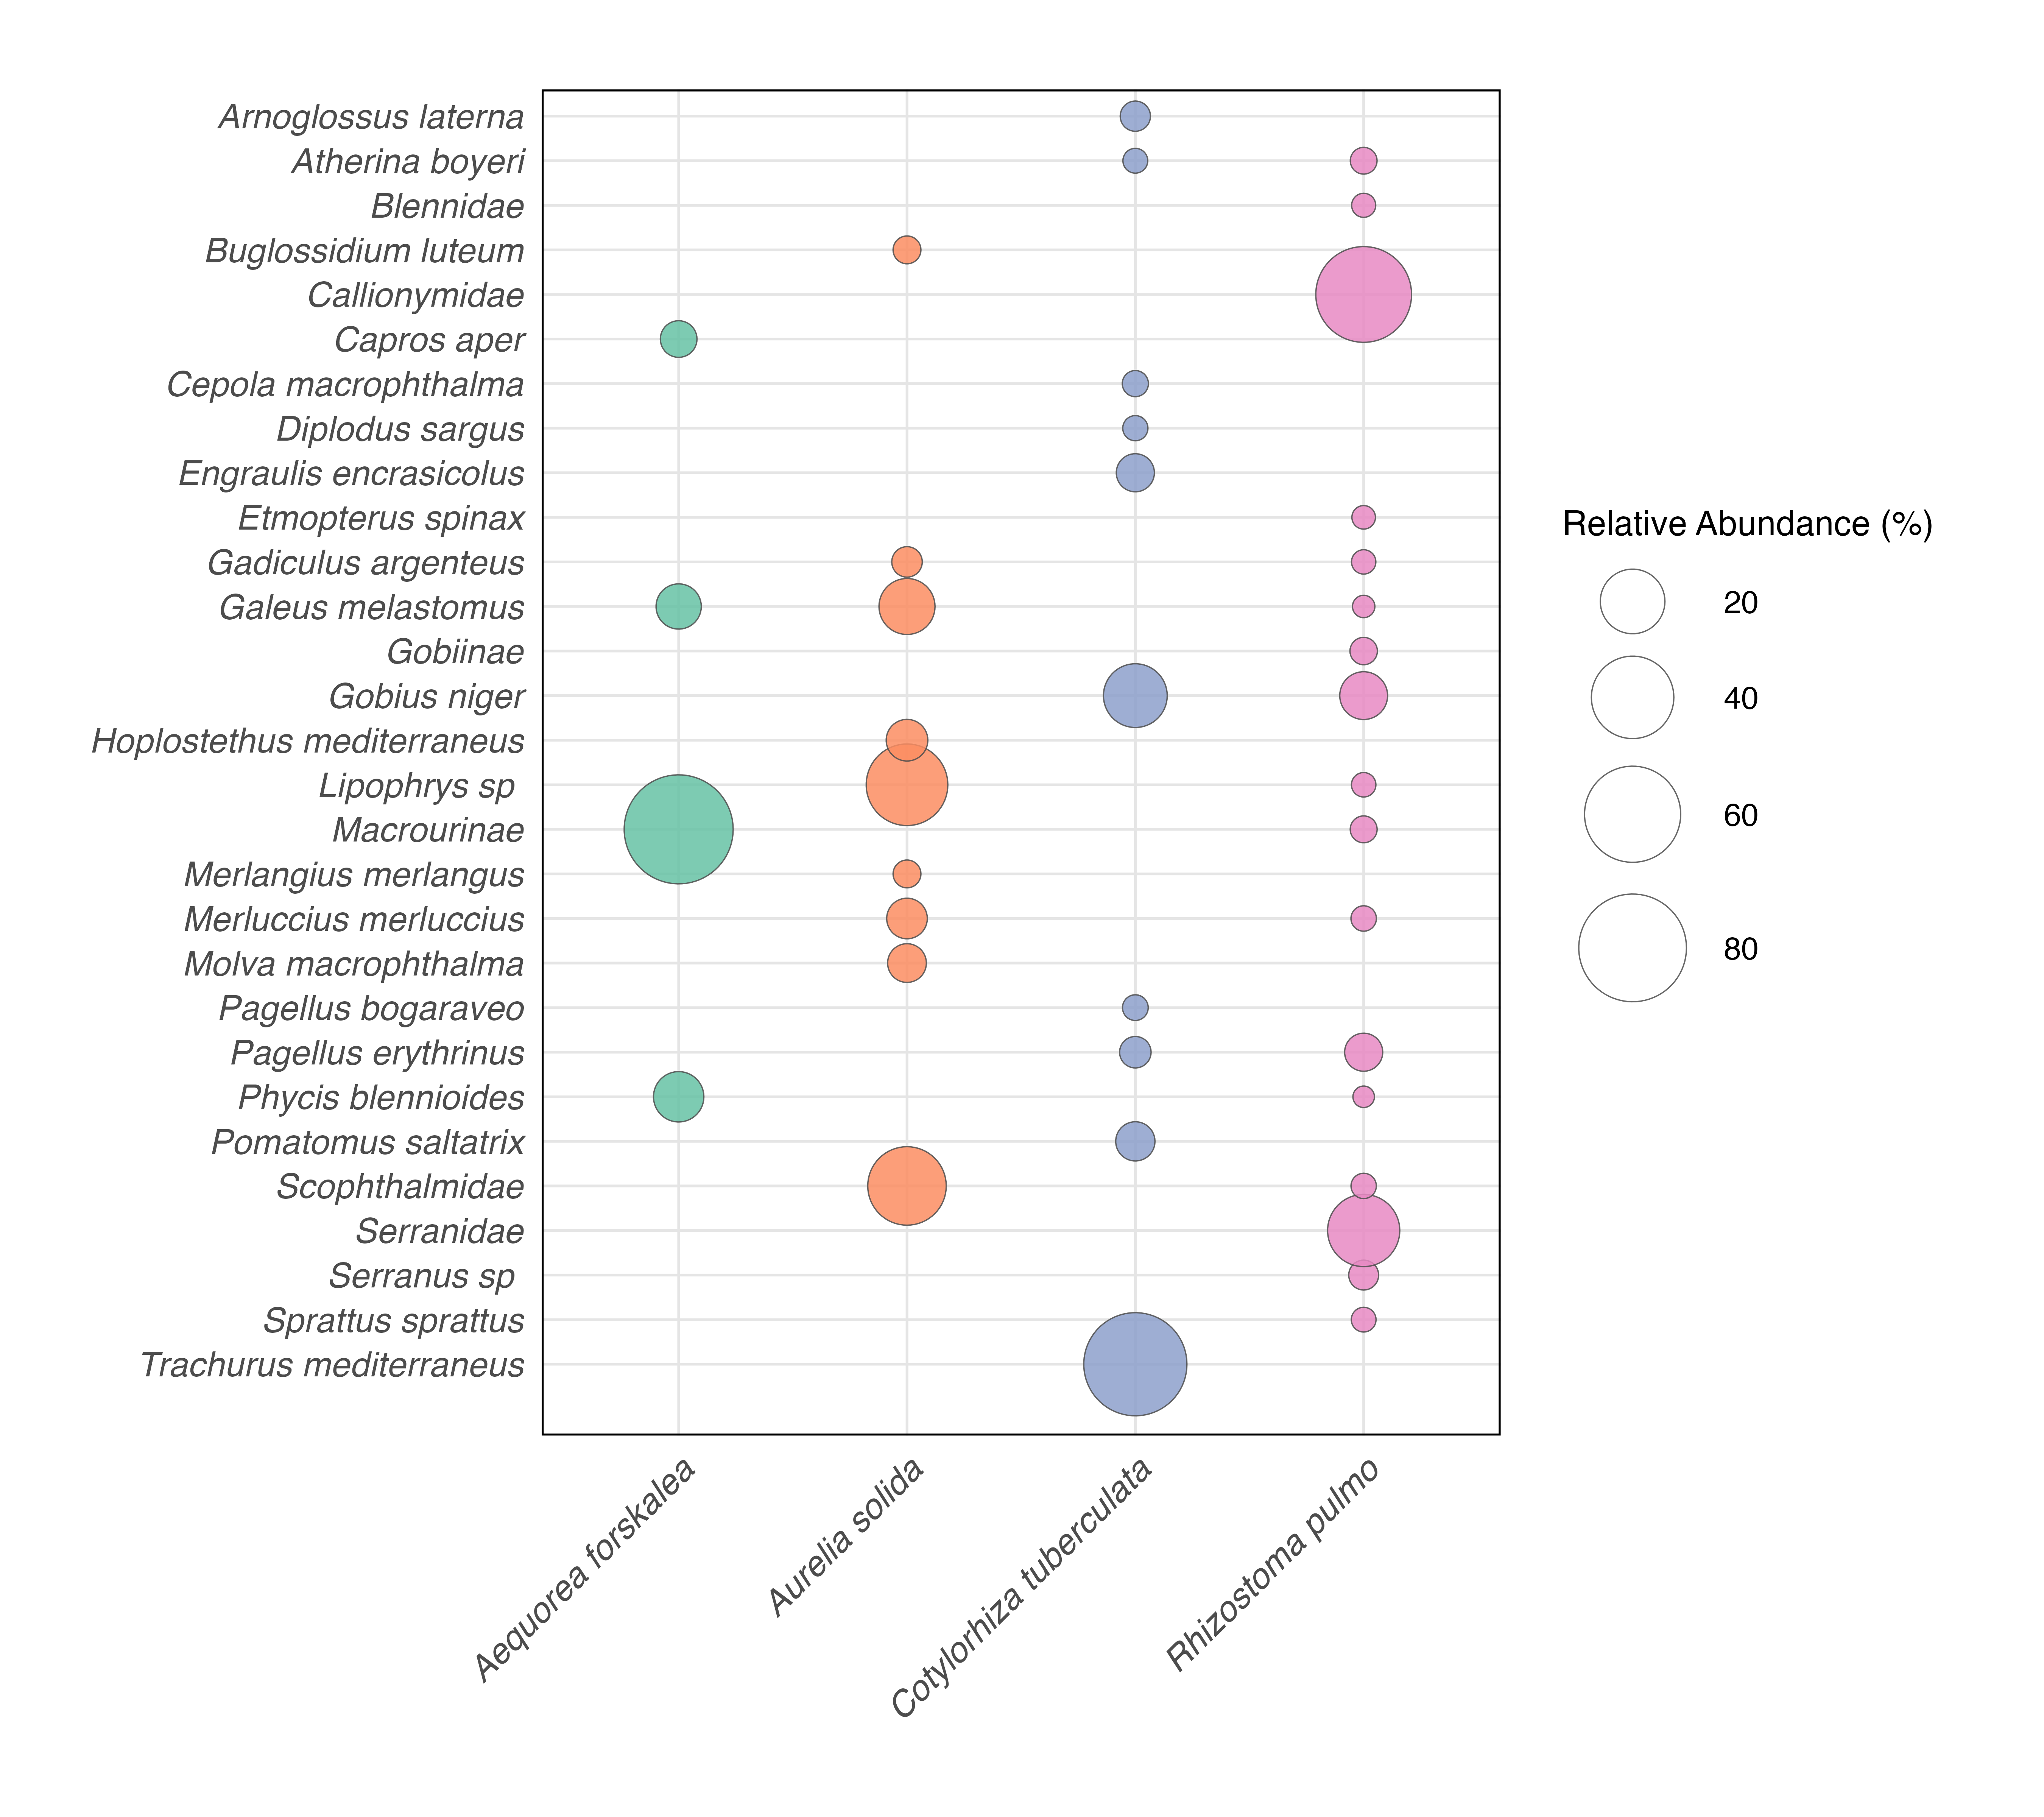 Arnoglossus laterna
Atherina boyeri
Blennidae
Buglossidium luteum
Callionymidae
Capros aper
Cepola macrophthalma
Diplodus sargus
Engraulis encrasicolus
Etmopterus spinax
Gadiculus argenteus
Galeus melastomus
Gobiinae
Gobius niger
Hoplostethus mediterraneus
Lipophrys sp
Macrourinae
Merlangius merlangus
Merluccius merluccius
Molva macrophthalma
Pagellus bogaraveo
Pagellus erythrinus
Phycis blennioides
Pomatomus saltatrix
Scophthalmidae
Serranidae
Serranus sp
Sprattus sprattus
Trachurus mediterraneus
Aequorea forskalea
Aurelia solida
Cotylorhiza tuberculata
Rhizostoma pulmo
Relative Abundance (%)
20
40
60
80